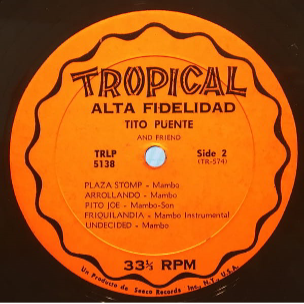 TROPICAL
ALTA FIDELIDAD
TITO PUENTE
AND FRIEND
TRLP
5138
Side 2
(TR-574)
PLAZA STOMP - Mambo
ARROLLANDO - Mambo
PITO JOE - Mambo-Son
FRIQUILANDIA - Mambo Instrumental
UNDECIDED - Mambo
33⅓ RPM
Un Producto de Seeco Records Inc., N.Y., U.S.A.